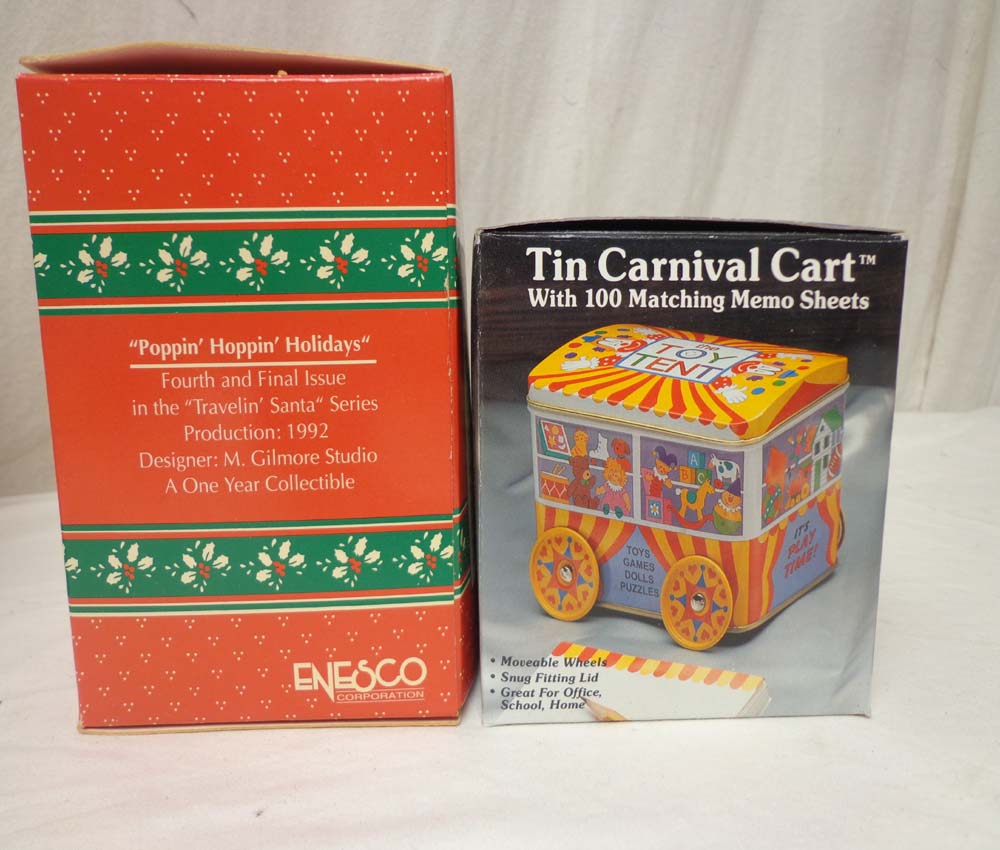 "Poppin' Hoppin' Holidays"
Fourth and Final Issue
in the "Travelin' Santa" Series
Production: 1992
Designer: M. Gilmore Studio
A One Year Collectible
ENESCO
CORPORATION
Tin Carnival Cart™
With 100 Matching Memo Sheets
THE
TOY
TENT
A
B C
TOYS
GAMES
DOLLS
PUZZLES
IT'S
PLAY
TIME!
• Moveable Wheels
• Snug Fitting Lid
• Great For Office,
School, Home